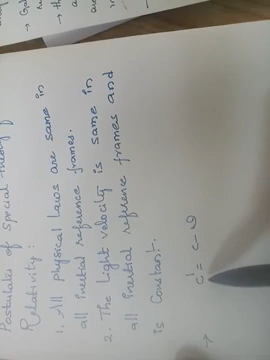 Postulates of special theory of
Relativity:
1. All Physical Laws are same in
all inertial reference frames.
2. The Light velocity is same in
all inertial reference frames and
is constant.
→ c' = c - v